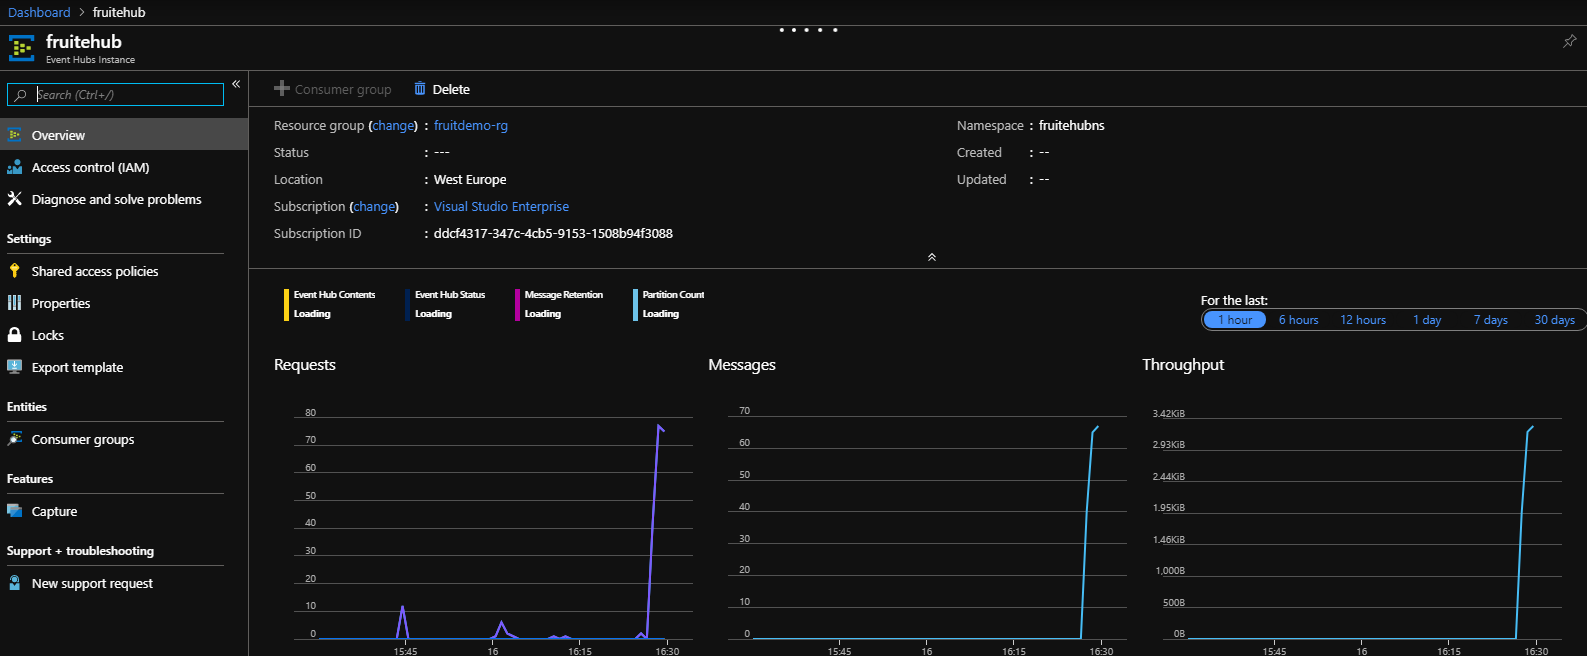 Dashboard > fruitehub
fruitehub
Event Hubs Instance
Search (Ctrl+/)
«
Overview
Access control (IAM)
Diagnose and solve problems
Settings
Shared access policies
Properties
Locks
Export template
Entities
Consumer groups
Features
Capture
Support + troubleshooting
New support request
Consumer group Delete
Resource group (change) : fruitdemo-rg
Status : ---
Location : West Europe
Subscription (change) : Visual Studio Enterprise
Subscription ID : ddcf4317-347c-4cb5-9153-1508b94f3088
Namespace : fruitehubns
Created : --
Updated : --
Event Hub Contents
Loading
Event Hub Status
Loading
Message Retention
Loading
Partition Count
Loading
For the last:
1 hour 6 hours 12 hours 1 day 7 days 30 days
Requests
80
70
60
50
40
30
20
10
0
15:45 16 16:15 16:30
Messages
70
60
50
40
30
20
10
0
15:45 16 16:15 16:30
Throughput
3.42KiB
2.93KiB
2.44KiB
1.95KiB
1.46KiB
1,000B
500B
0B
15:45 16 16:15 16:30